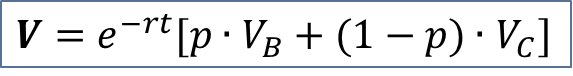 V = e^{-rt}[p · V_B + (1 − p) · V_C]